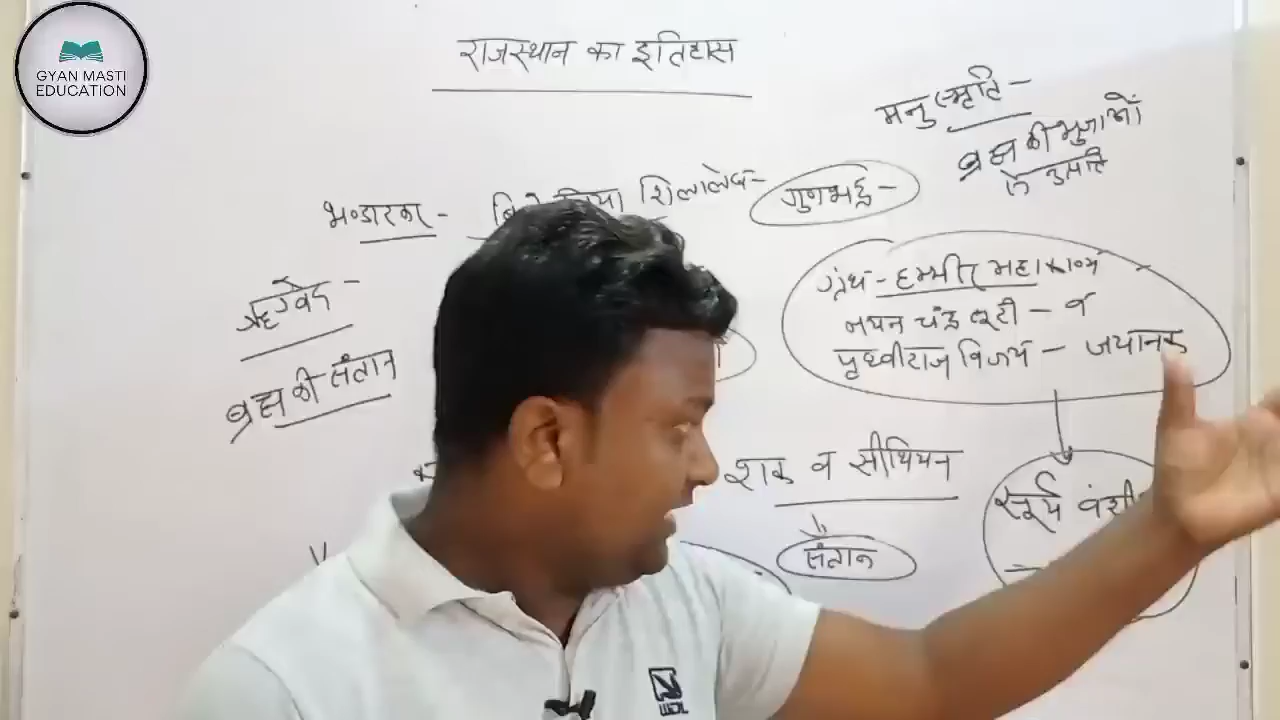 GYAN MASTI
EDUCATION
राजस्थान का इतिहास
मनुस्मृति -
ब्रह्म की भुजाओं
से उत्पत्ति
भण्डारकर - शिलालेख -
गुणभद्र -
ऋग्वेद -
ब्रह्म की संतान
ग्रंथ - हम्मीर महाकाव्य -
नयन चंद्र सूरी - व
पृथ्वीराज विजय - जयानक
शक व सीथियन
संतान
सूर्य वंशी
WDL